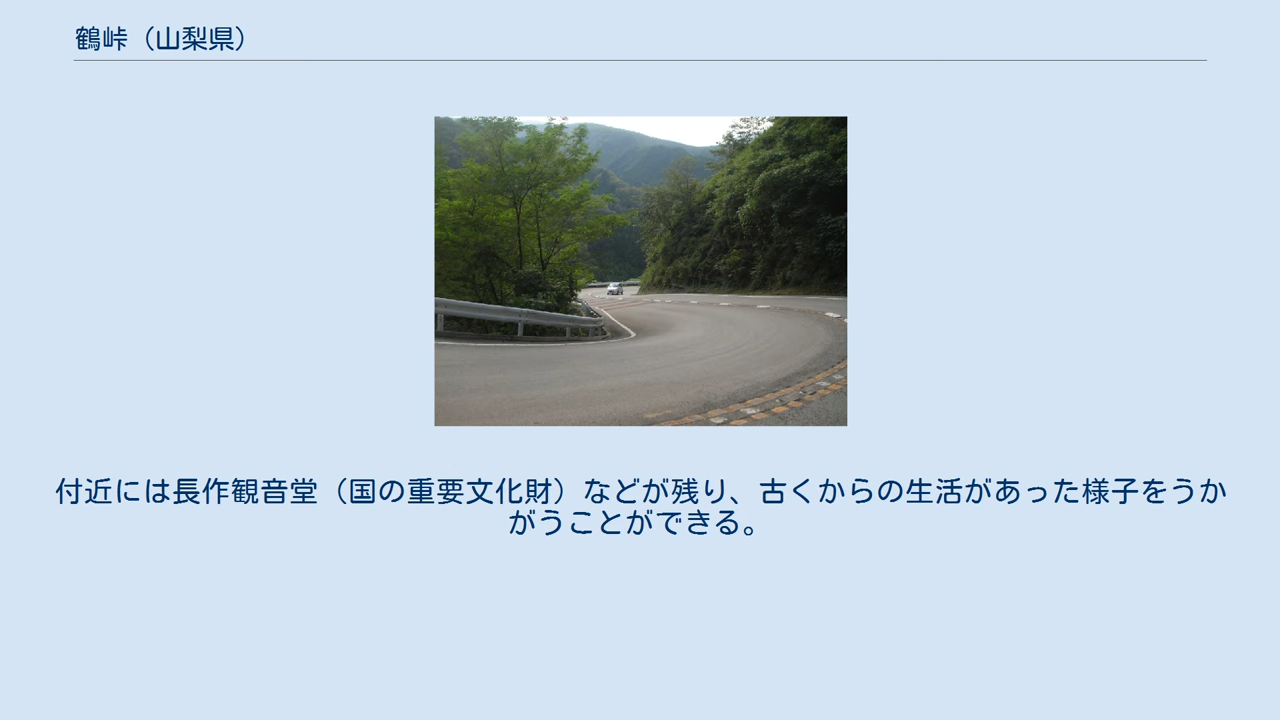 鶴峠（山梨県）
付近には長作観音堂（国の重要文化財）などが残り、古くからの生活があった様子をうか
がうことができる。